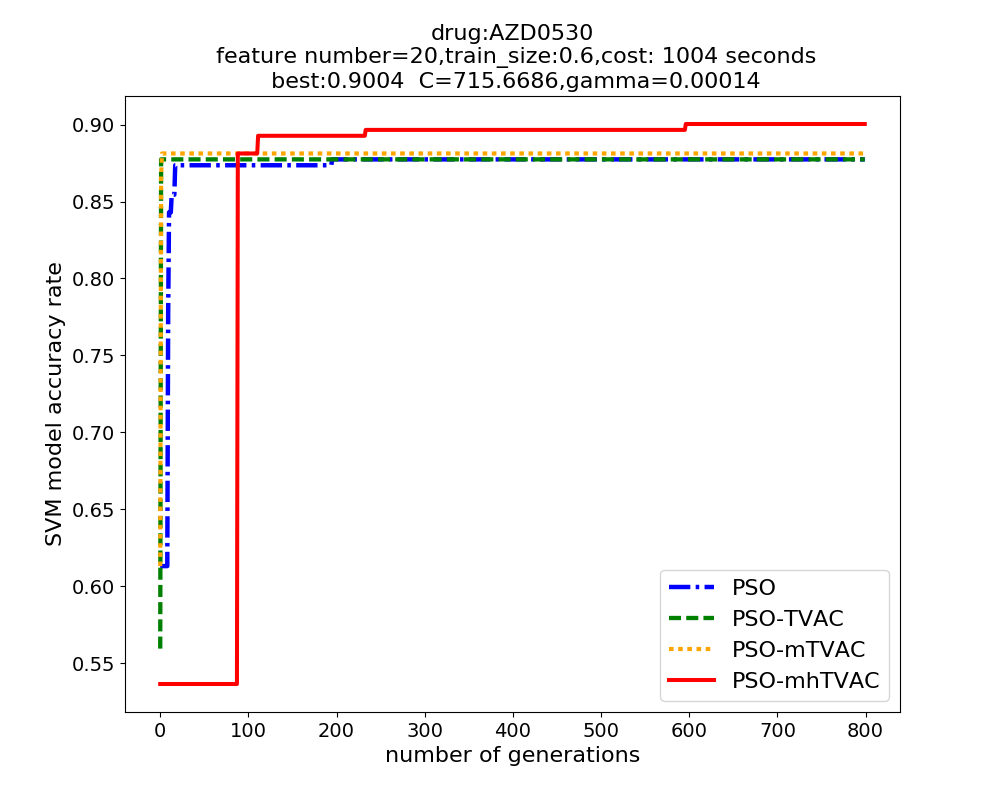 drug:AZD0530
feature number=20,train_size:0.6,cost: 1004 seconds
best:0.9004  C=715.6686,gamma=0.00014
SVM model accuracy rate
0.90
0.85
0.80
0.75
0.70
0.65
0.60
0.55
PSO
PSO-TVAC
PSO-mTVAC
PSO-mhTVAC
0 100 200 300 400 500 600 700 800
number of generations